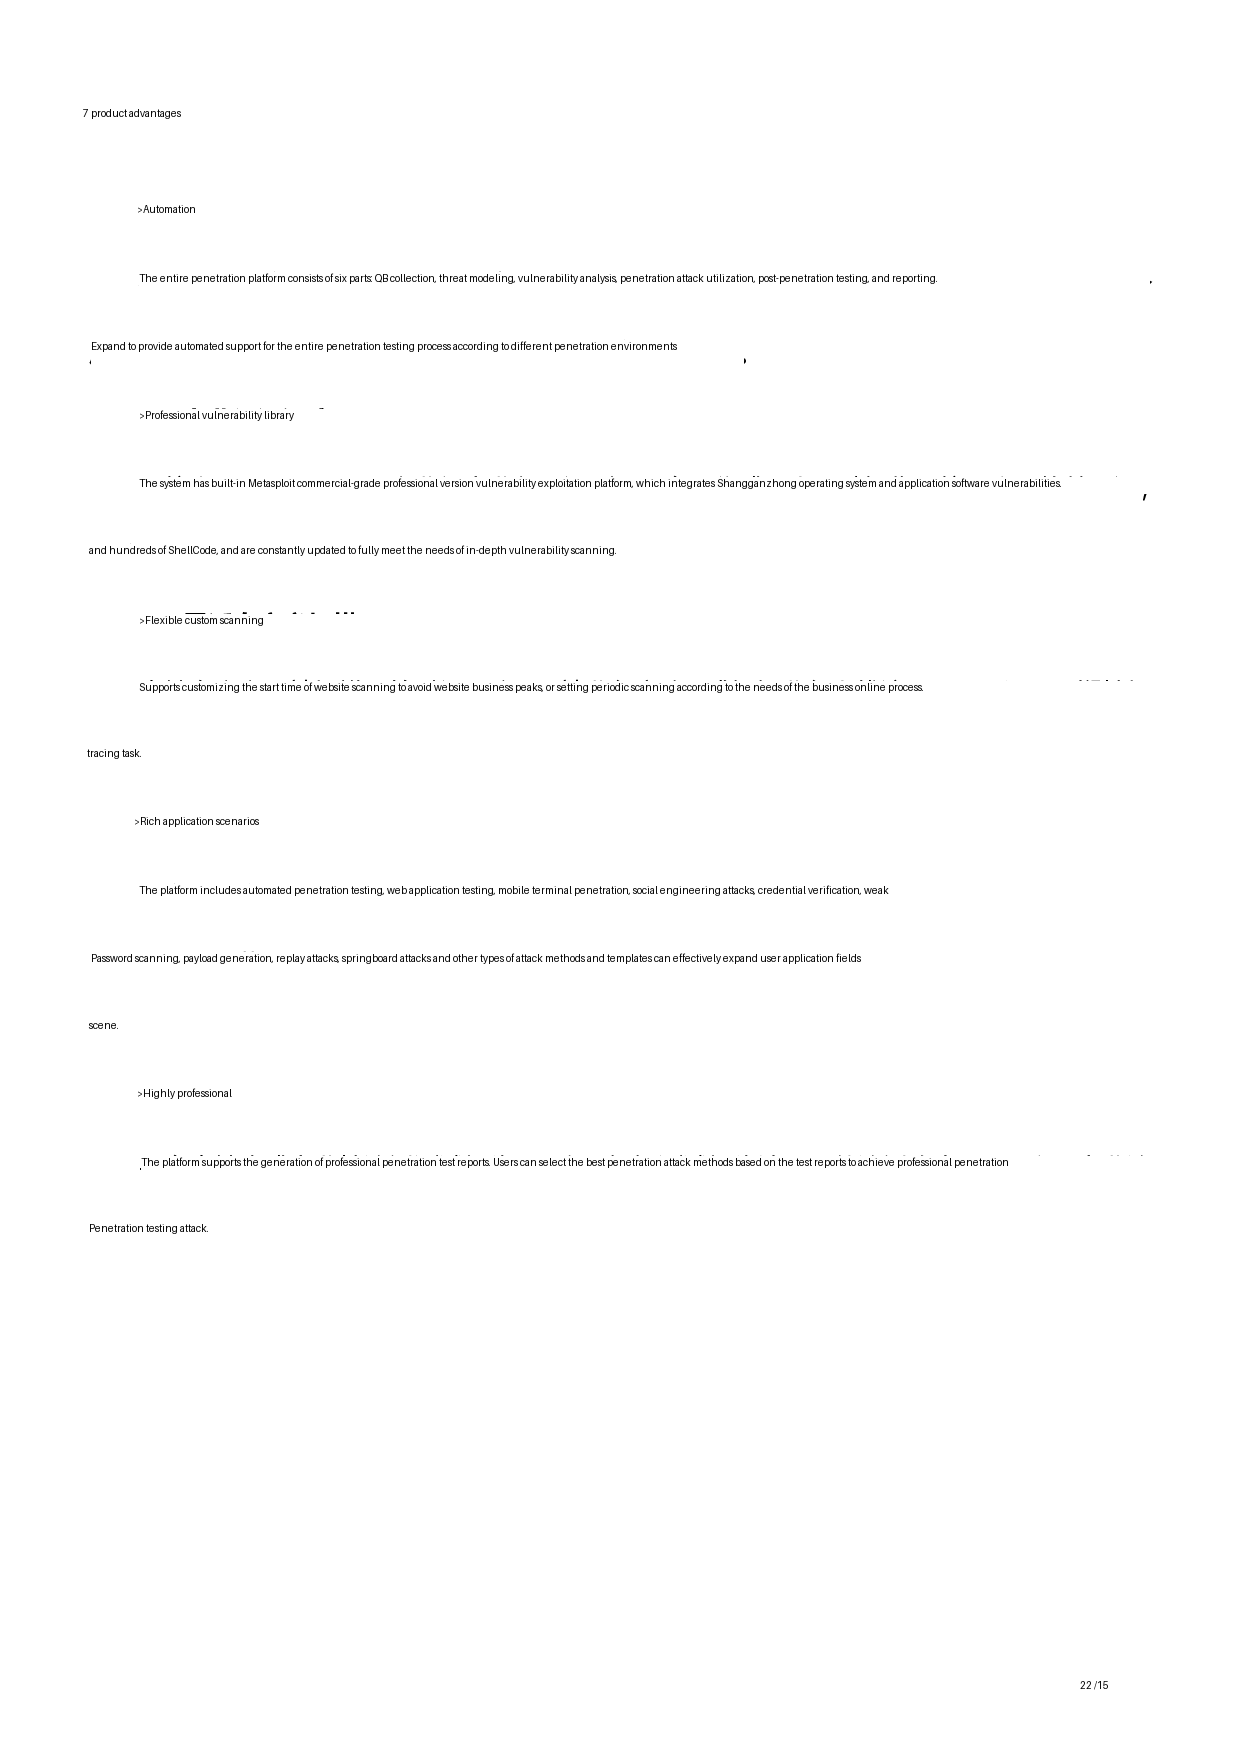 7 product advantages
>Automation
The entire penetration platform consists of six parts: QB collection, threat modeling, vulnerability analysis, penetration attack utilization, post-penetration testing, and reporting.
Expand to provide automated support for the entire penetration testing process according to different penetration environments
>Professional vulnerability library
The system has built-in Metasploit commercial-grade professional version vulnerability exploitation platform, which integrates Shangganzhong operating system and application software vulnerabilities.
and hundreds of ShellCode, and are constantly updated to fully meet the needs of in-depth vulnerability scanning.
>Flexible custom scanning
Supports customizing the start time of website scanning to avoid website business peaks, or setting periodic scanning according to the needs of the business online process.
tracing task.
>Rich application scenarios
The platform includes automated penetration testing, web application testing, mobile terminal penetration, social engineering attacks, credential verification, weak
Password scanning, payload generation, replay attacks, springboard attacks and other types of attack methods and templates can effectively expand user application fields
scene.
>Highly professional
The platform supports the generation of professional penetration test reports. Users can select the best penetration attack methods based on the test reports to achieve professional penetration
Penetration testing attack.
22 /15